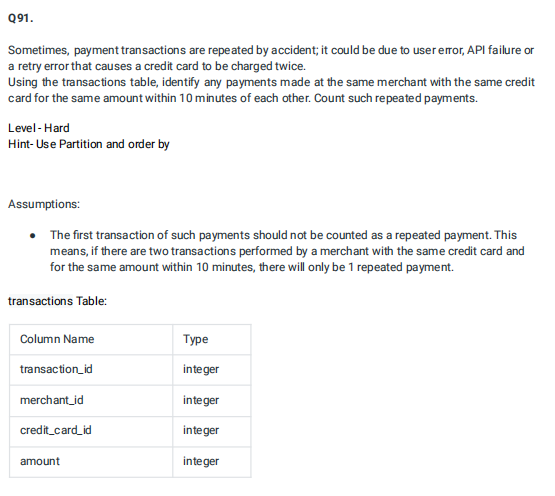 Q91.
Sometimes, payment transactions are repeated by accident; it could be due to user error, API failure or
a retry error that causes a credit card to be charged twice.
Using the transactions table, identify any payments made at the same merchant with the same credit
card for the same amount within 10 minutes of each other. Count such repeated payments.
Level - Hard
Hint- Use Partition and order by
Assumptions:
● The first transaction of such payments should not be counted as a repeated payment. This
means, if there are two transactions performed by a merchant with the same credit card and
for the same amount within 10 minutes, there will only be 1 repeated payment.
transactions Table:
Column Name Type
transaction_id integer
merchant_id integer
credit_card_id integer
amount integer